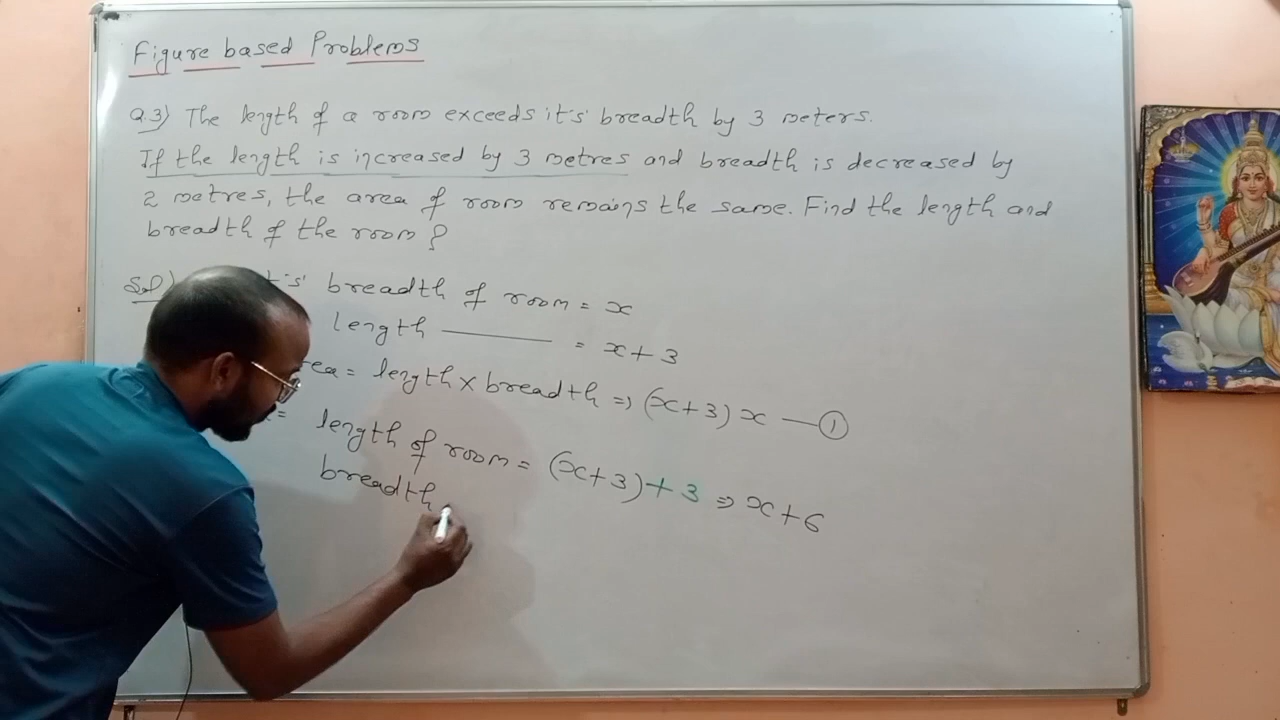 Figure based Problems
Q.3) The length of a room exceeds it's breadth by 3 meters.
If the length is increased by 3 metres and breadth is decreased by
2 metres, the area of room remains the same. Find the length and
breadth of the room?
Sol) breadth of room = x
length ——— = x+3
= length × breadth => (x+3) x — ①
length of room = (x+3)+3 => x+6
breadth